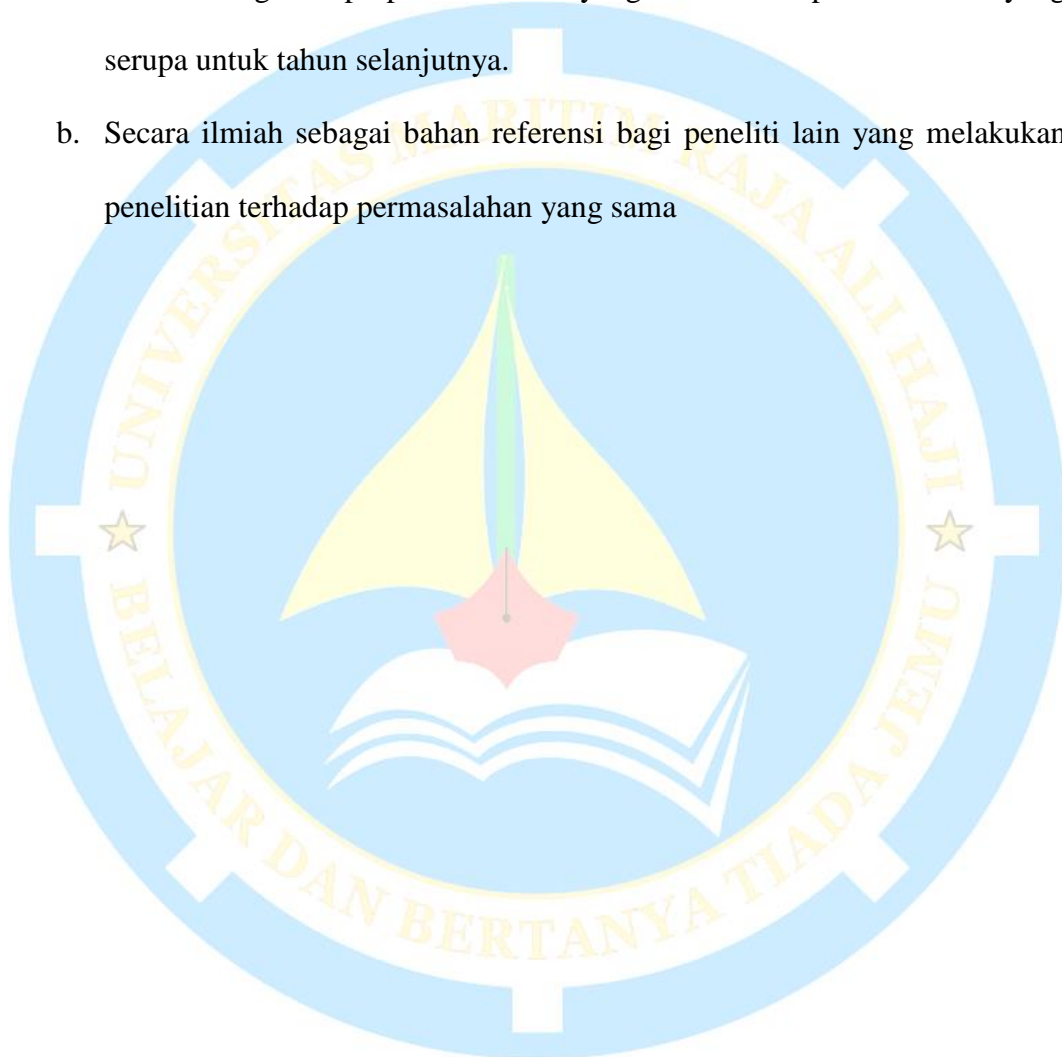 serupa untuk tahun selanjutnya.
b. Secara ilmiah sebagai bahan referensi bagi peneliti lain yang melakukan
penelitian terhadap permasalahan yang sama
UNIVERSITAS MARITIM RAJA ALI HAJI
BELAJAR DAN BERTANYA TIADA JEMU